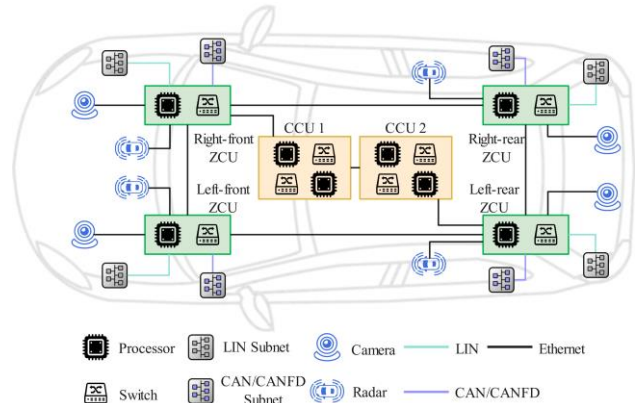 CCU 1
CCU 2
Right-front
ZCU
Right-rear
ZCU
Left-front
ZCU
Left-rear
ZCU
Processor
LIN Subnet
Camera
LIN
Ethernet
Switch
CAN/CANFD
Subnet
Radar
CAN/CANFD